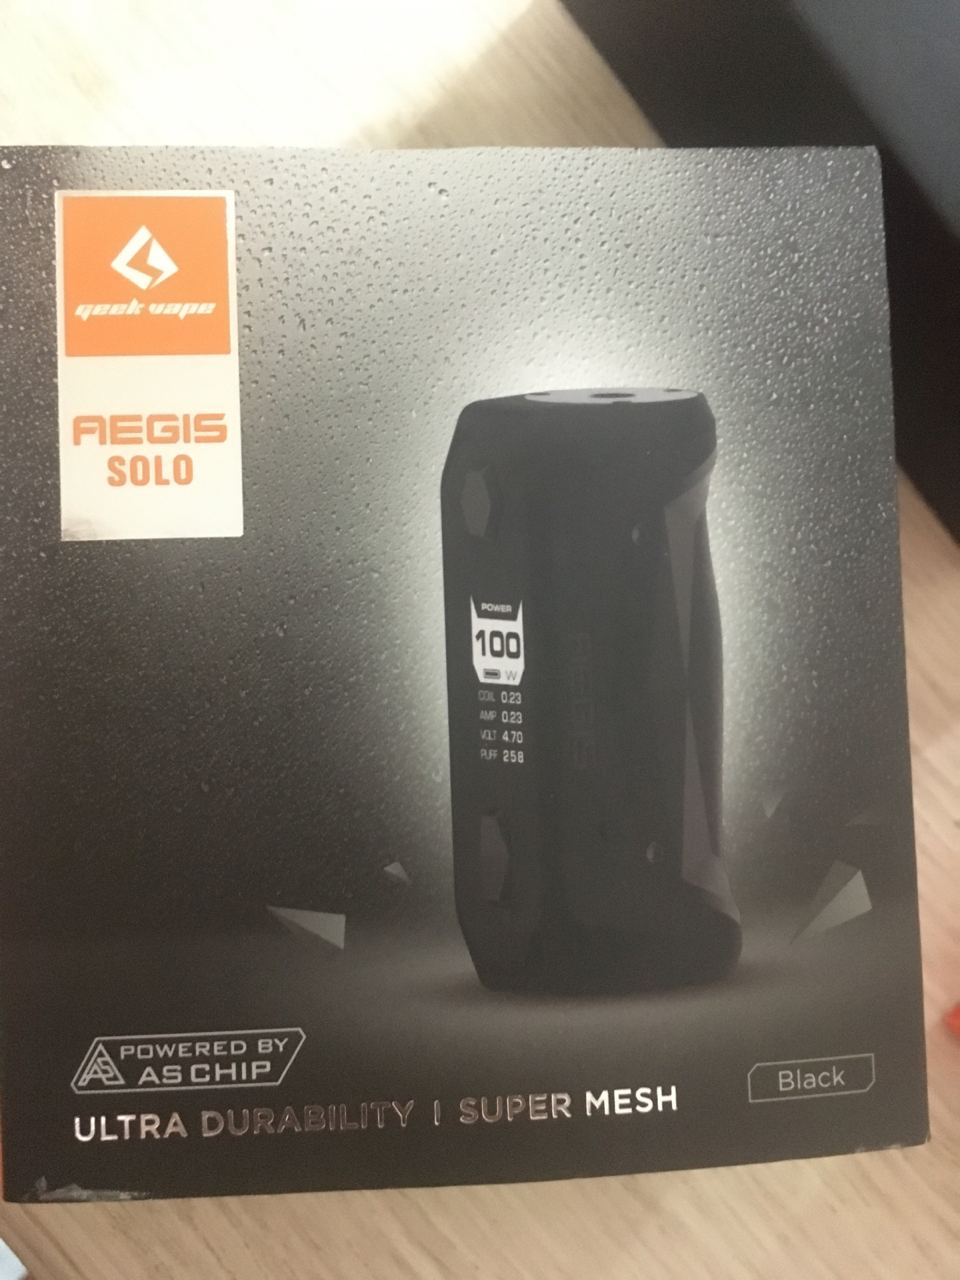 geek vape
AEGIS
SOLO
POWER
100
W
COIL 0.23
AMP 0.23
VOLT 4.70
PUFF 258
AEGIS
POWERED BY
AS AS CHIP
ULTRA DURABILITY | SUPER MESH
Black